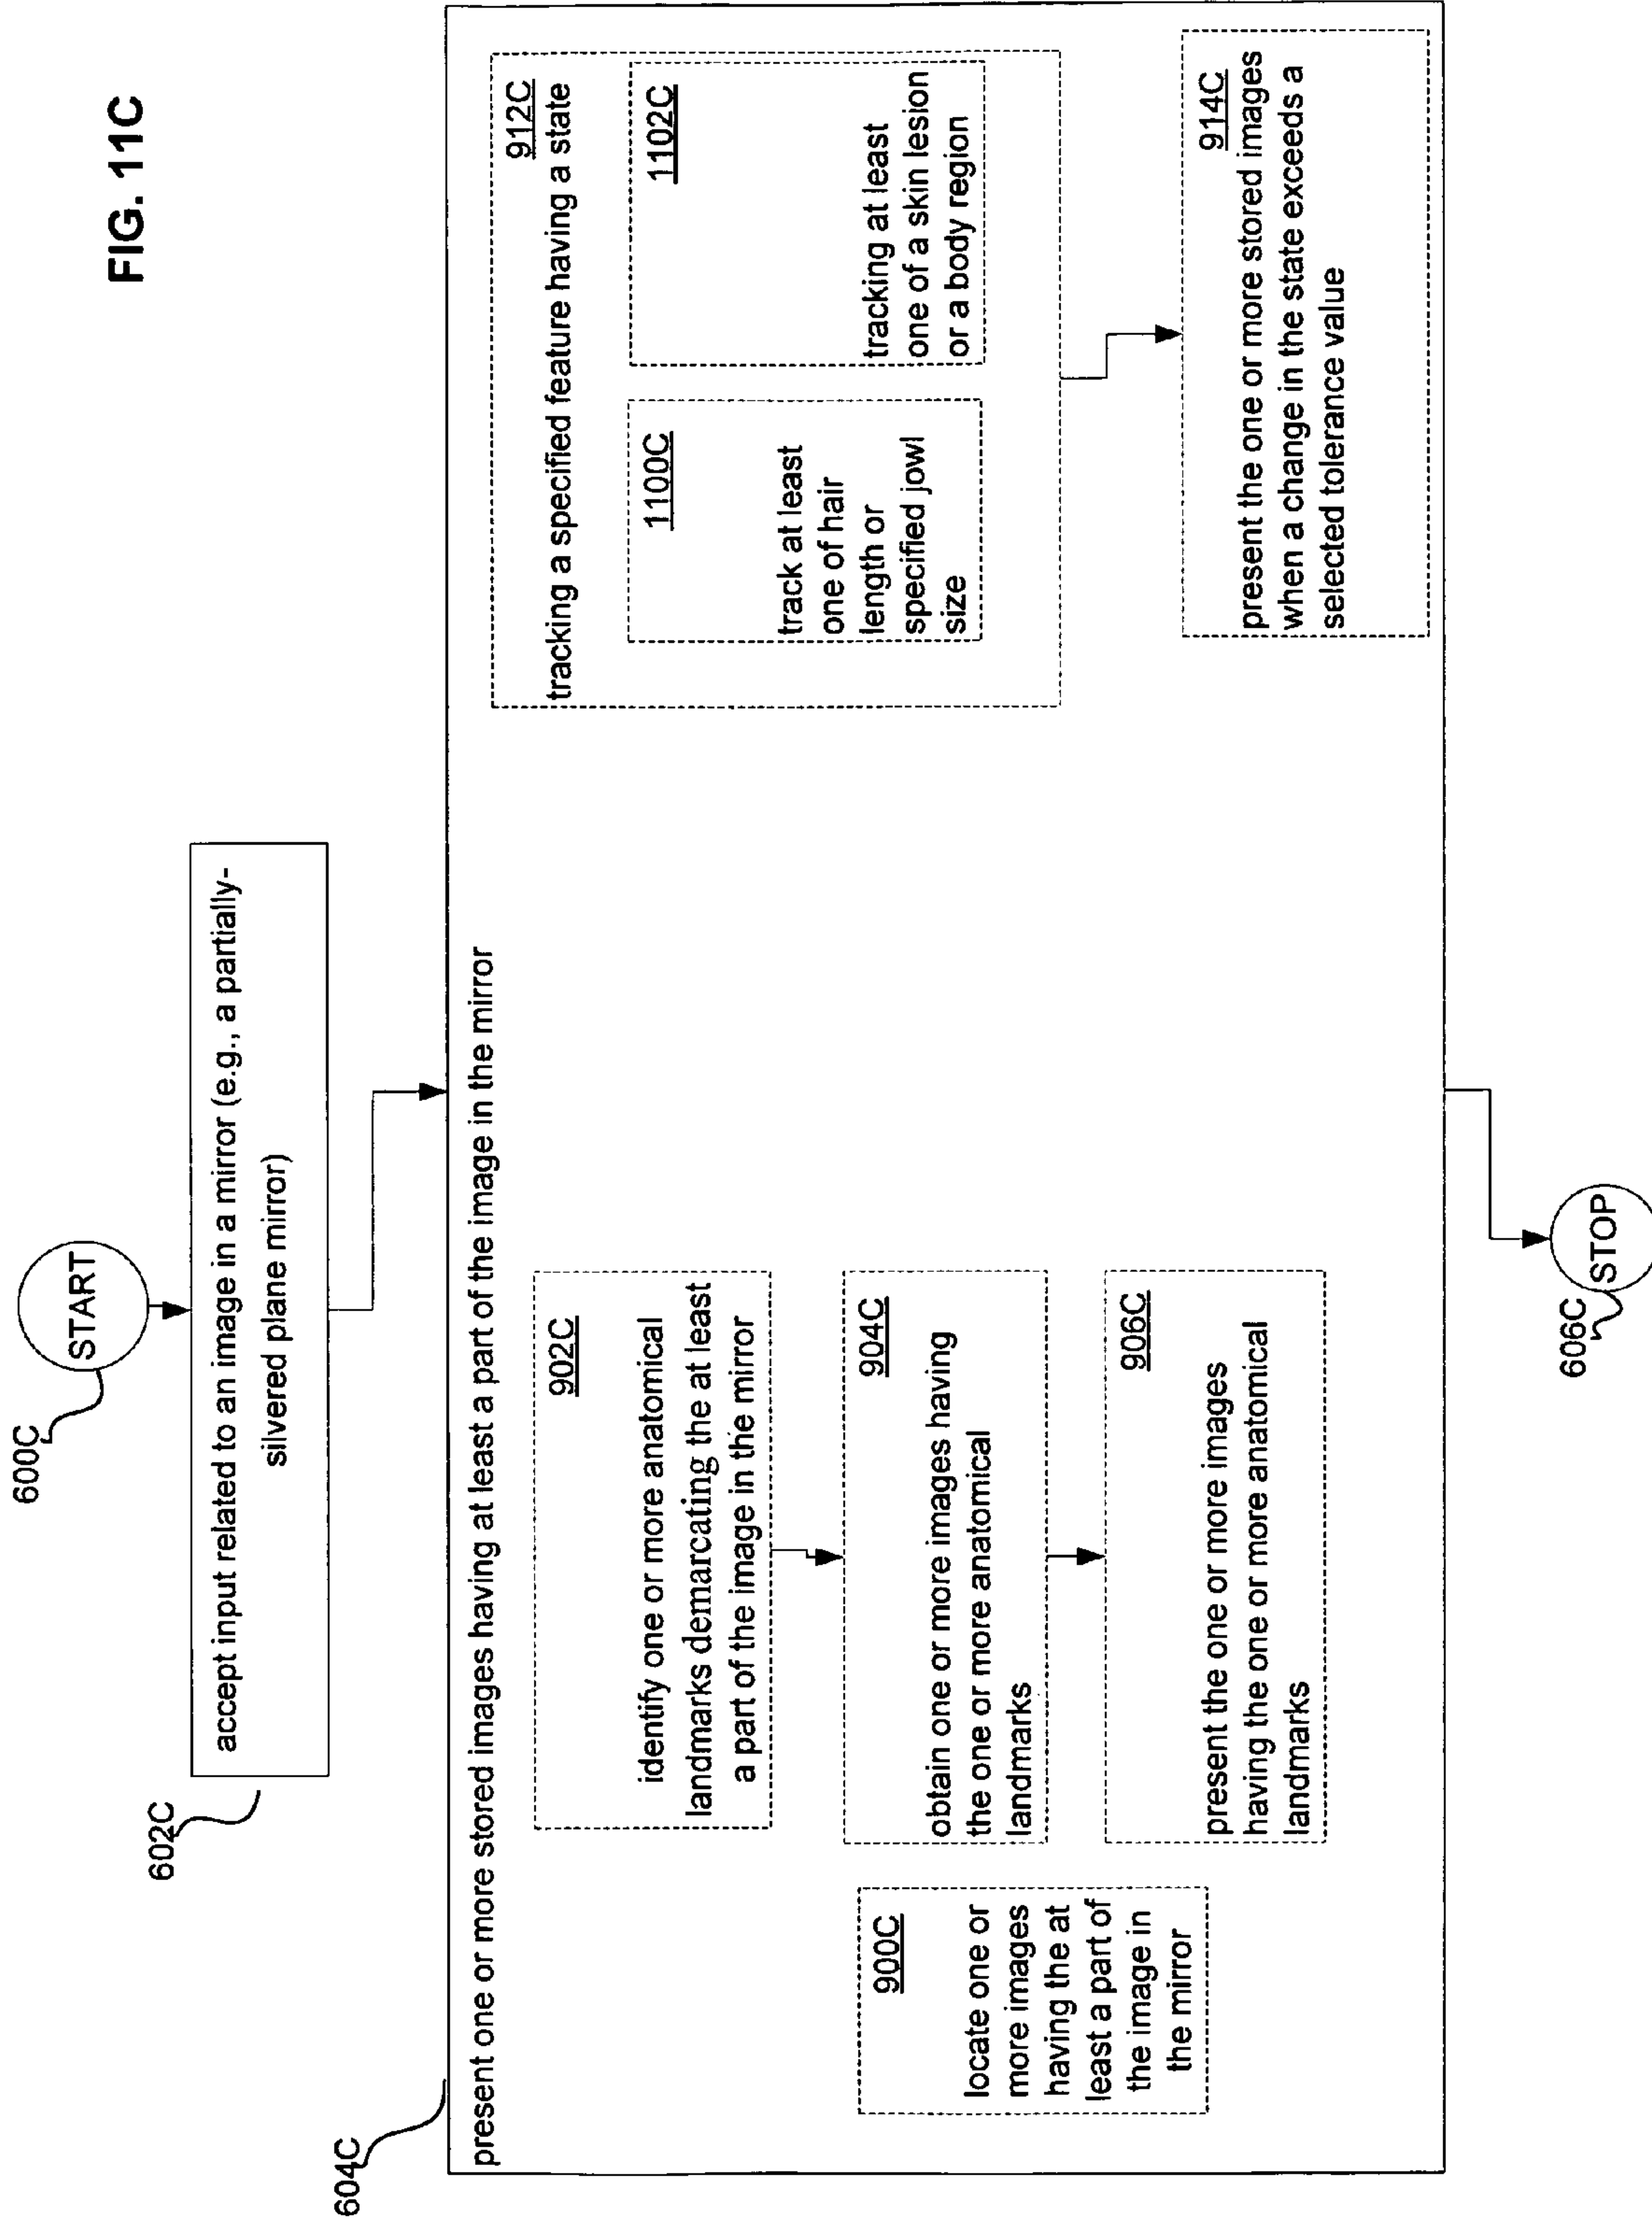 FIG. 11C
600C
START
602C
accept input related to an image in a mirror (e.g., a partially-
silvered plane mirror)
604C
present one or more stored images having at least a part of the image in the mirror
900C
locate one or
more images
having the at
least a part of
the image in
the mirror
902C
identify one or more anatomical
landmarks demarcating the at least
a part of the image in the mirror
904C
obtain one or more images having
the one or more anatomical
landmarks
906C
present the one or more images
having the one or more anatomical
landmarks
912C
tracking a specified feature having a state
1100C
track at least
one of hair
length or
specified jowl
size
1102C
tracking at least
one of a skin lesion
or a body region
914C
present the one or more stored images
when a change in the state exceeds a
selected tolerance value
606C
STOP